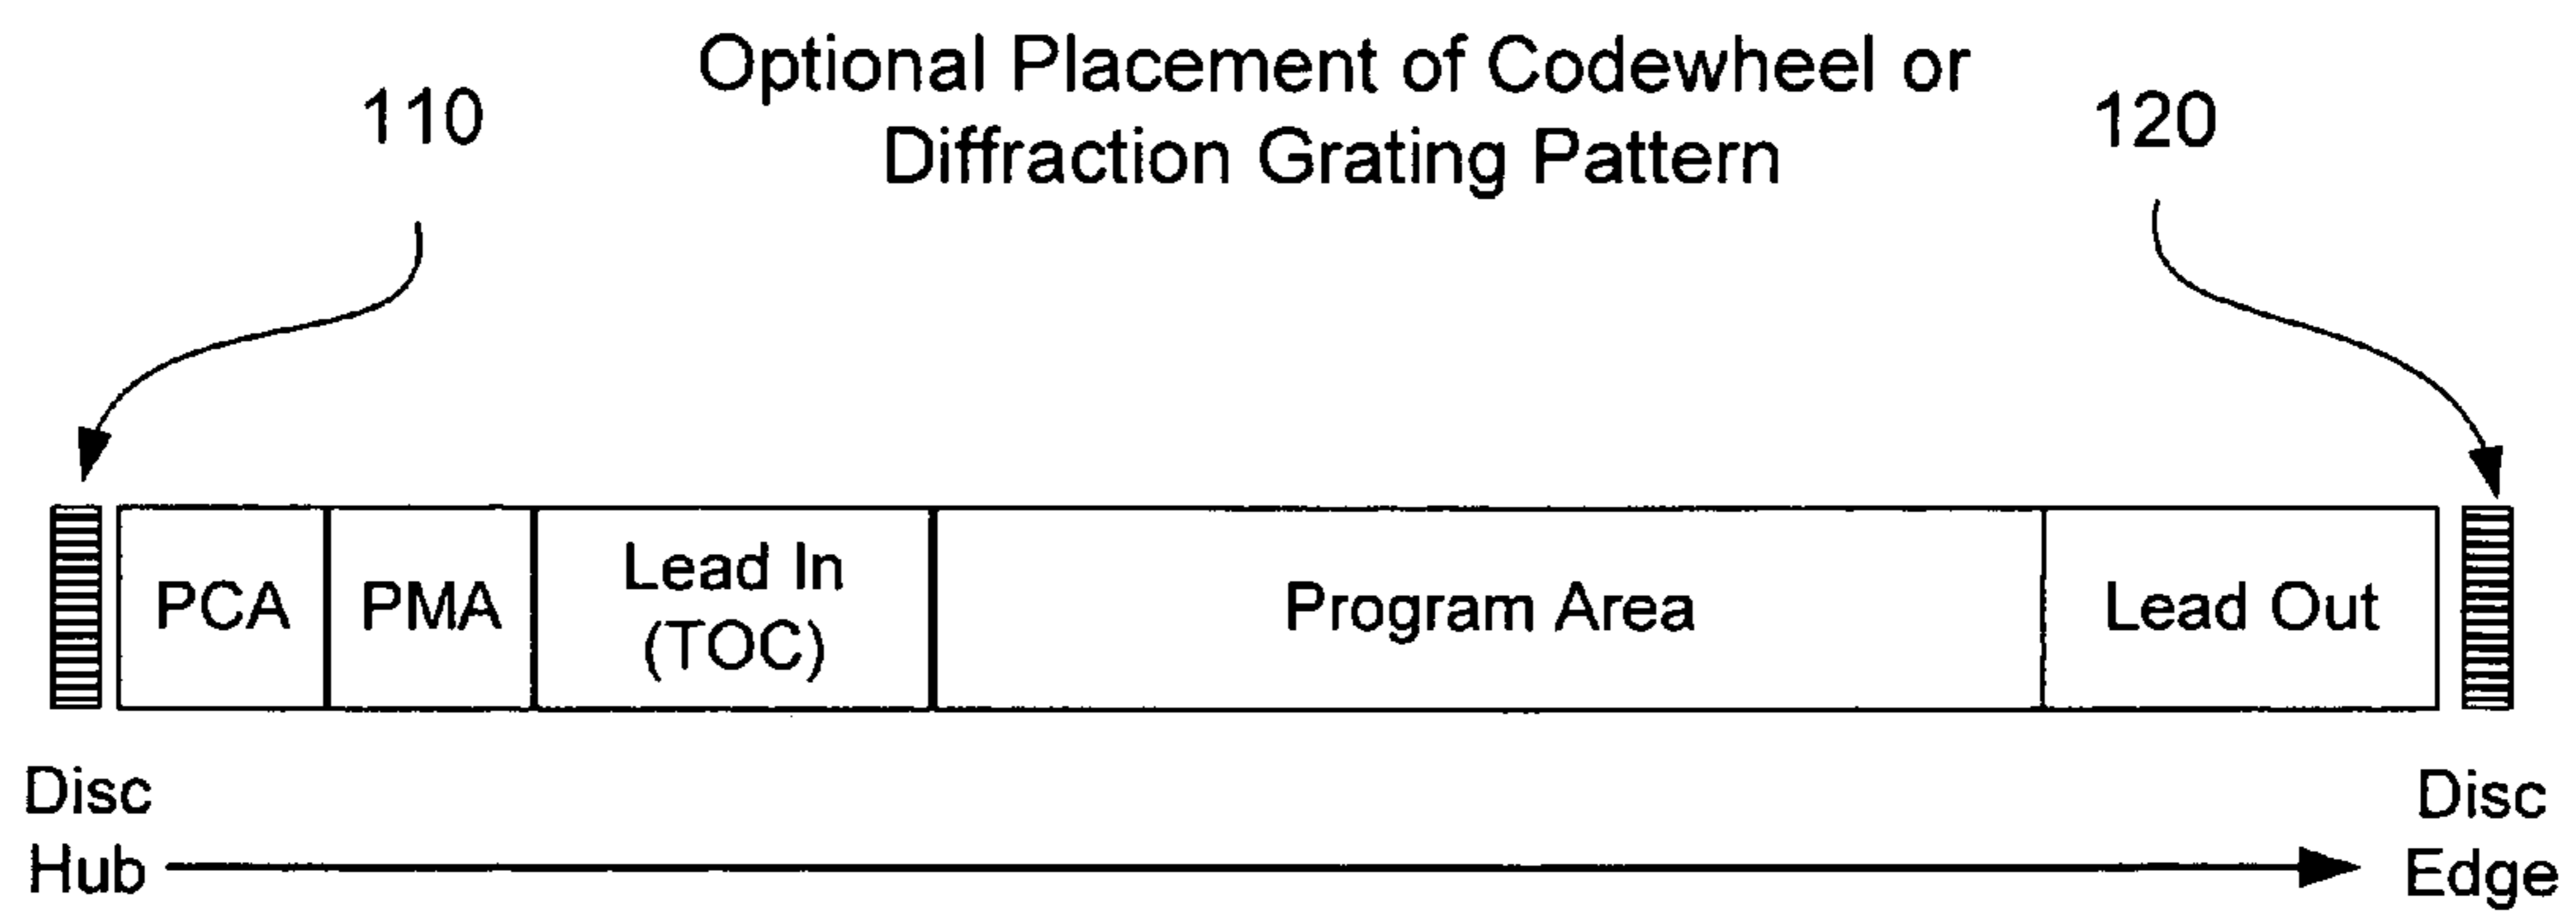 Optional Placement of Codewheel or
Diffraction Grating Pattern
110
120
PCA
PMA
Lead In
(TOC)
Program Area
Lead Out
Disc
Hub
Disc
Edge